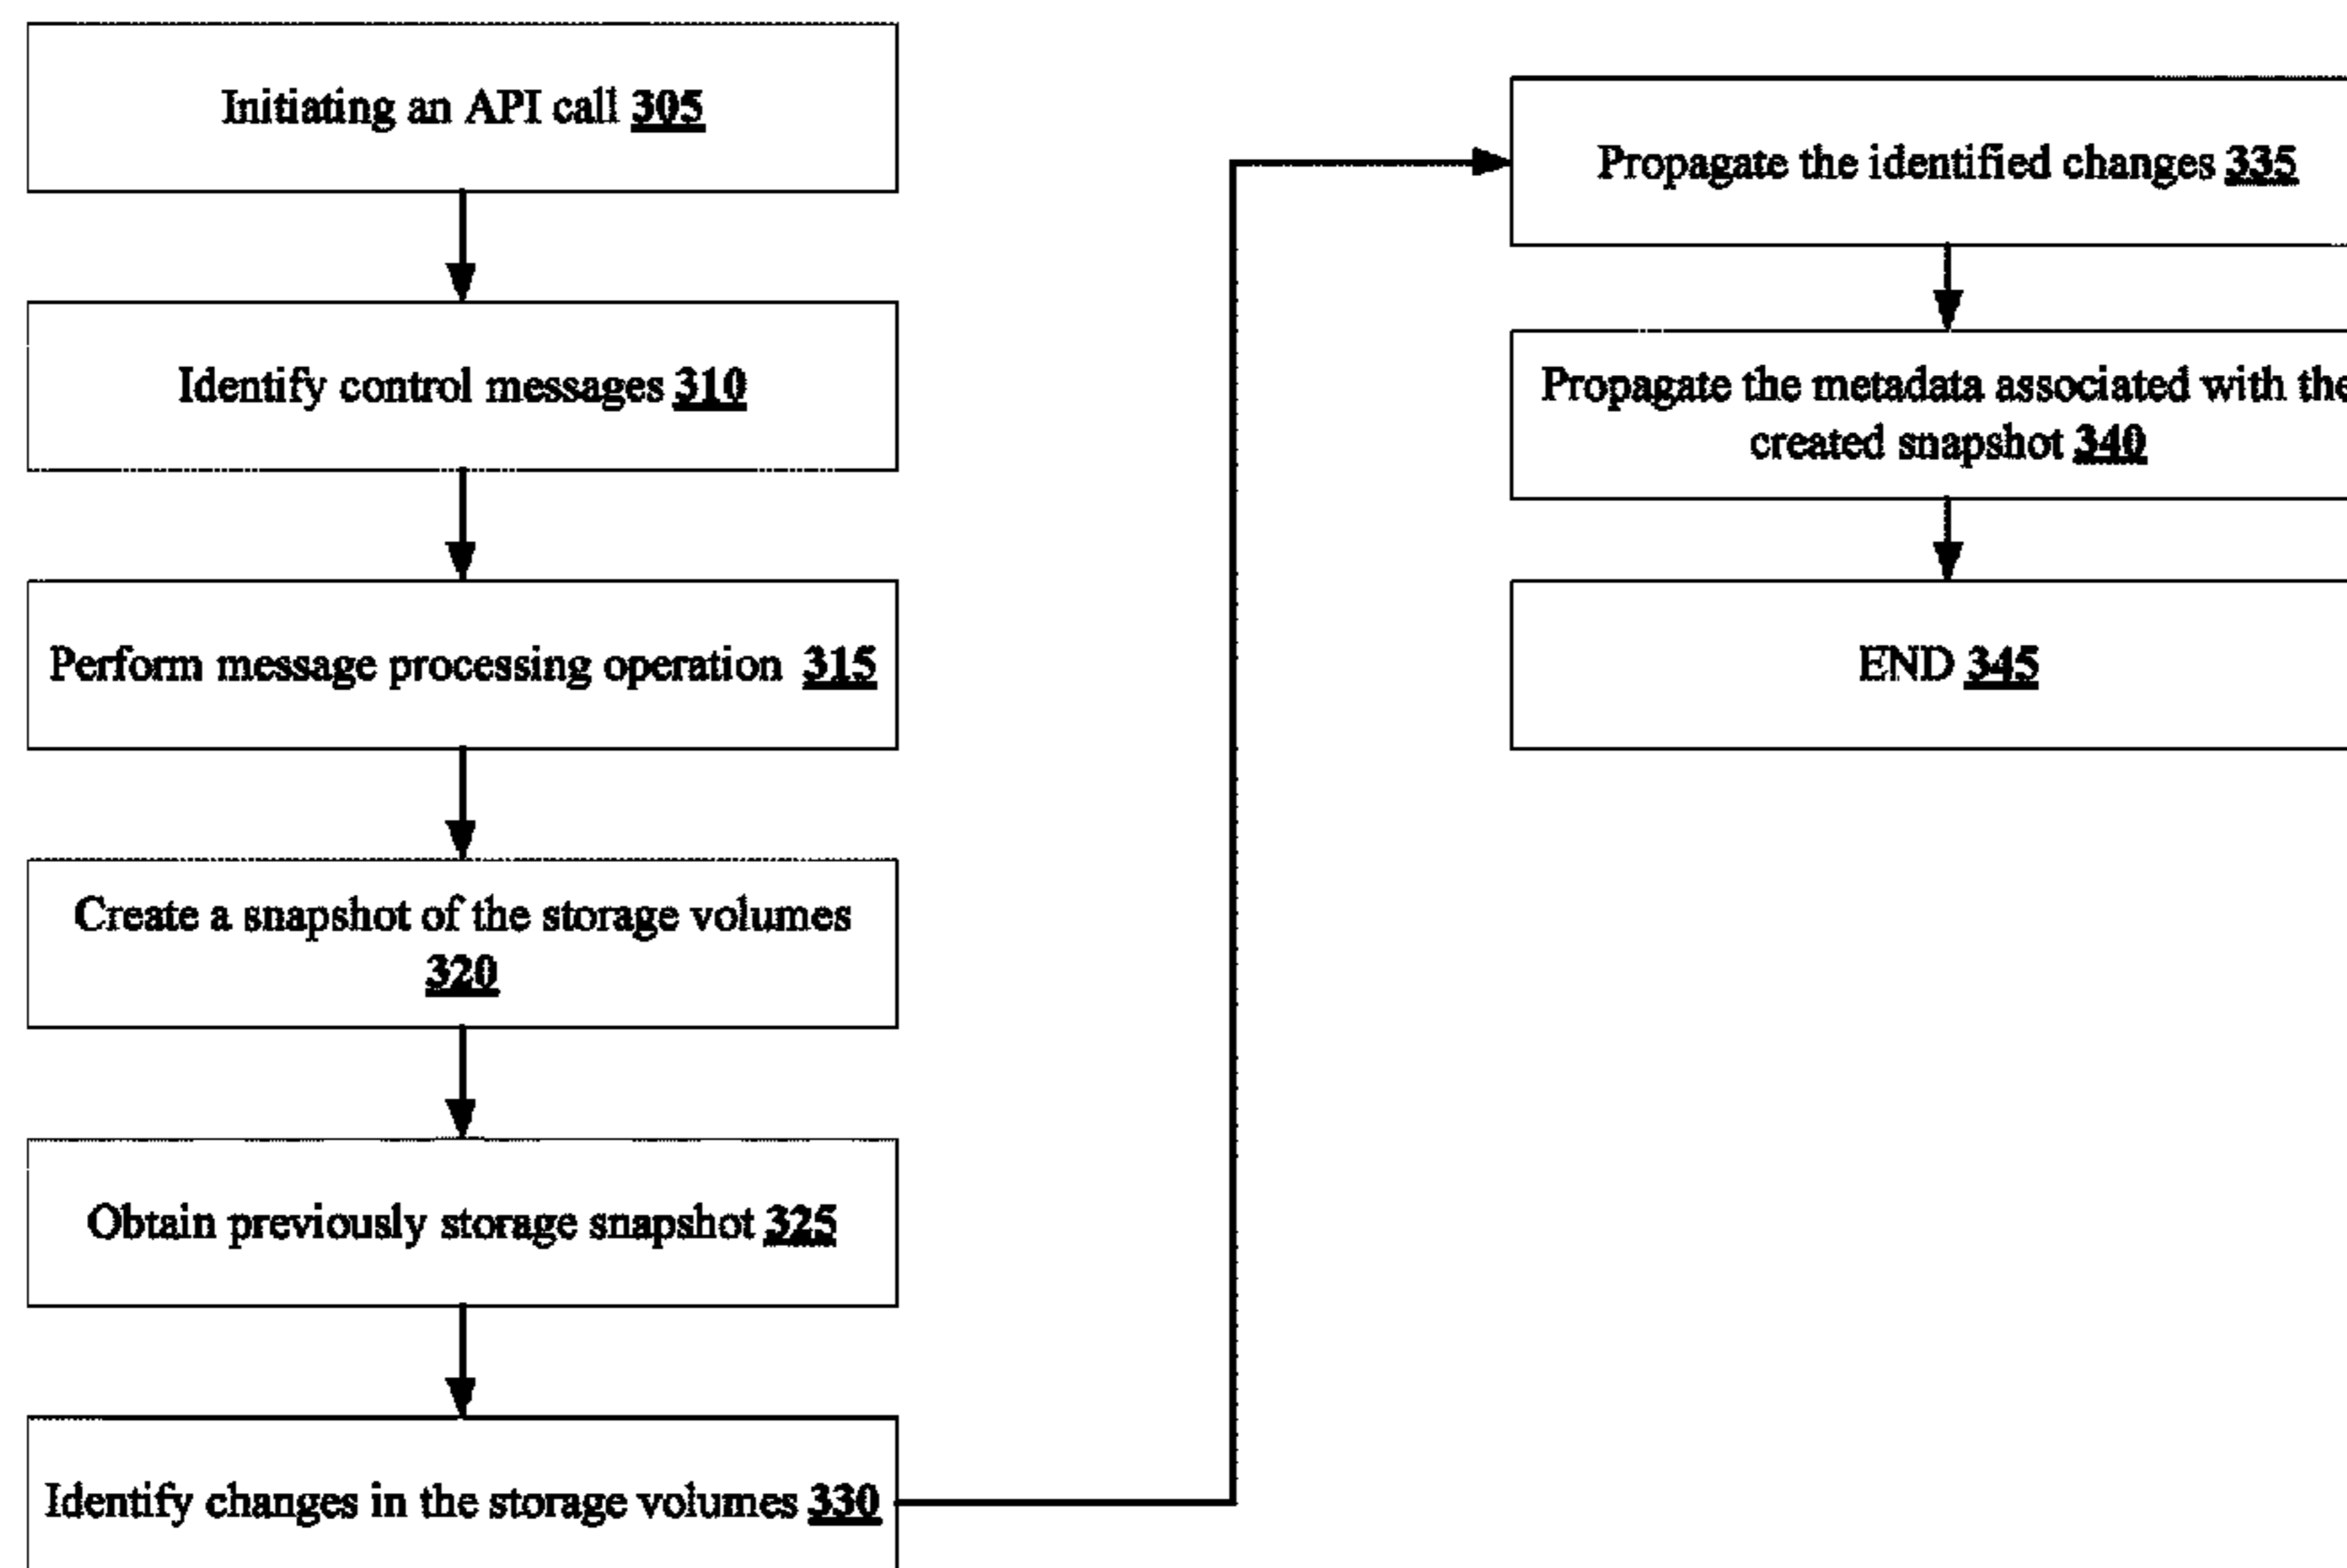 Initiating an API call 305
Identify control messages 310
Perform message processing operation 315
Create a snapshot of the storage volumes
320
Obtain previously storage snapshot 325
Identify changes in the storage volumes 330
Propagate the identified changes 335
Propagate the metadata associated with the
created snapshot 340
END 345